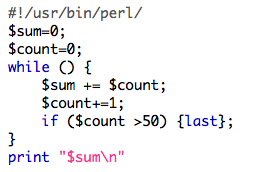 #!/usr/bin/perl/
$sum=0;
$count=0;
while () {
    $sum += $count;
    $count+=1;
    if ($count >50) {last};
}
print "$sum\n"